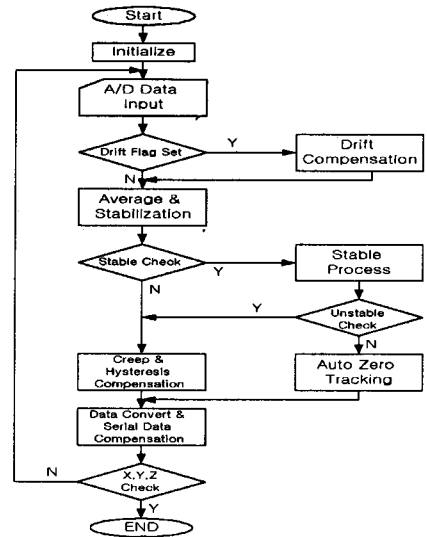 Start
Initialize
A/D Data
Input
Drift Flag Set
Y
Drift
Compensation
N
Average &
Stabilization
Stable Check
Y
Stable
Process
N
Y
Unstable
Check
N
Creep &
Hysteresis
Compensation
Auto Zero
Tracking
Data Convert &
Serial Data
Compensation
N
X,Y,Z
Check
Y
END